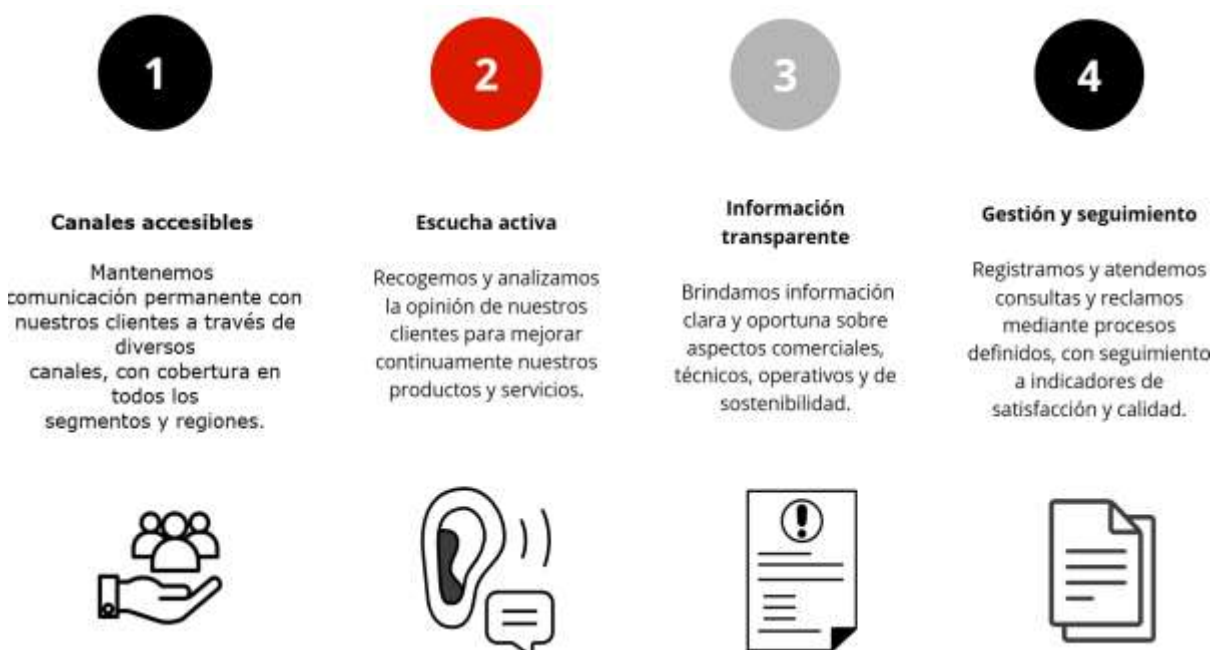 1
Canales accesibles
Mantenemos
comunicación permanente con
nuestros clientes a través de
diversos
canales, con cobertura en
todos los
segmentos y regiones.
2
Escucha activa
Recogemos y analizamos
la opinión de nuestros
clientes para mejorar
continuamente nuestros
productos y servicios.
3
Información
transparente
Brindamos información
clara y oportuna sobre
aspectos comerciales,
técnicos, operativos y de
sostenibilidad.
4
Gestión y seguimiento
Registramos y atendemos
consultas y reclamos
mediante procesos
definidos, con seguimiento
a indicadores de
satisfacción y calidad.